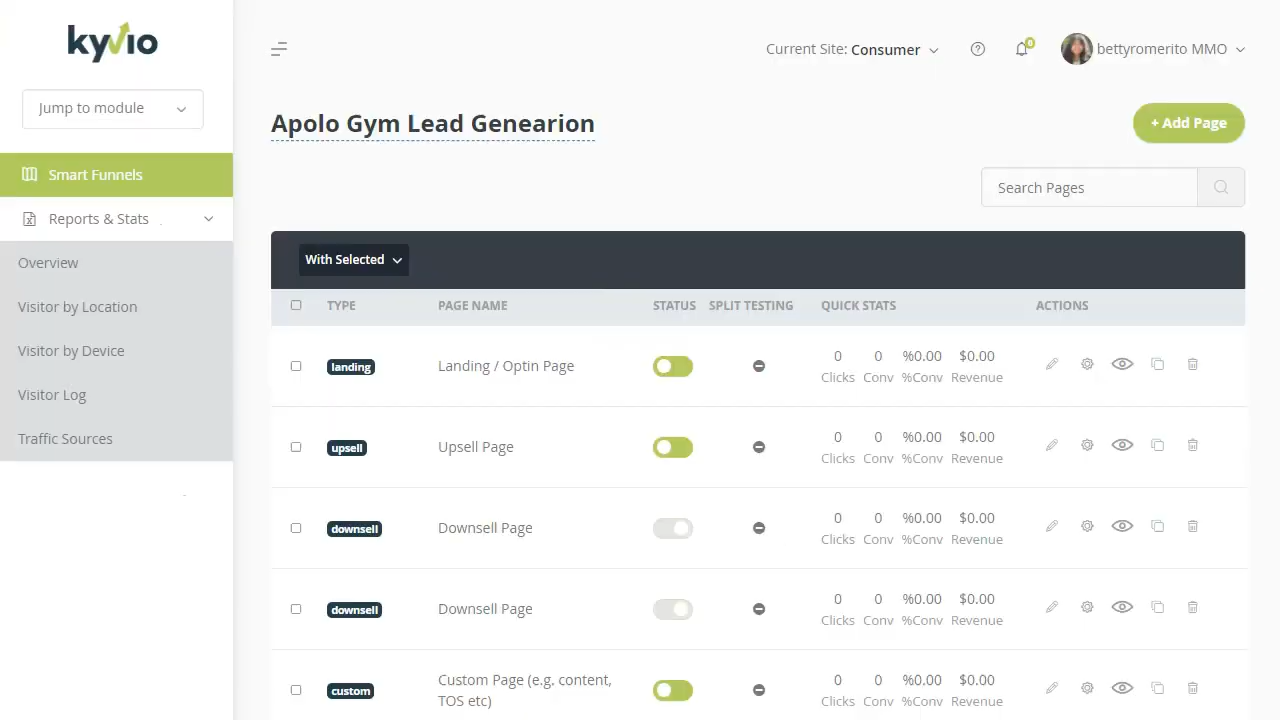 kyvio
Current Site: Consumer
0
bettyromerito MMO
Jump to module
Apolo Gym Lead Genearion
+ Add Page
Smart Funnels
Search Pages
Reports & Stats
Overview
Visitor by Location
Visitor by Device
Visitor Log
Traffic Sources
With Selected
TYPE PAGE NAME STATUS SPLIT TESTING QUICK STATS ACTIONS
landing Landing / Optin Page 0 0 %0.00 $0.00
Clicks Conv %Conv Revenue
upsell Upsell Page 0 0 %0.00 $0.00
Clicks Conv %Conv Revenue
downsell Downsell Page 0 0 %0.00 $0.00
Clicks Conv %Conv Revenue
downsell Downsell Page 0 0 %0.00 $0.00
Clicks Conv %Conv Revenue
custom Custom Page (e.g. content, 0 0 %0.00 $0.00
TOS etc) Clicks Conv %Conv Revenue